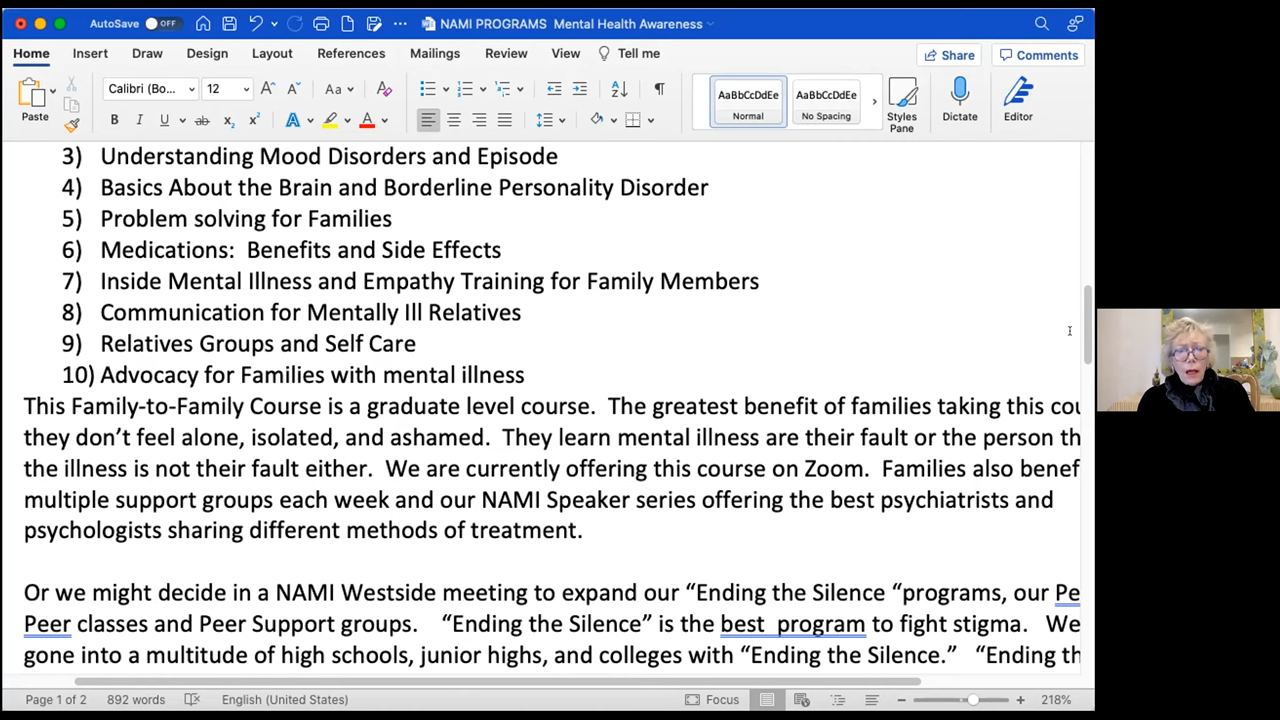 AutoSave OFF NAMI PROGRAMS Mental Health Awareness
Home Insert Draw Design Layout References Mailings Review View Tell me Share Comments
Paste Calibri (Bo... 12 Aa AaBbCcDdEe Normal AaBbCcDdEe No Spacing Styles Pane Dictate Editor
3) Understanding Mood Disorders and Episode
4) Basics About the Brain and Borderline Personality Disorder
5) Problem solving for Families
6) Medications: Benefits and Side Effects
7) Inside Mental Illness and Empathy Training for Family Members
8) Communication for Mentally Ill Relatives
9) Relatives Groups and Self Care
10) Advocacy for Families with mental illness
This Family-to-Family Course is a graduate level course. The greatest benefit of families taking this cou
they don't feel alone, isolated, and ashamed. They learn mental illness are their fault or the person th
the illness is not their fault either. We are currently offering this course on Zoom. Families also benef
multiple support groups each week and our NAMI Speaker series offering the best psychiatrists and
psychologists sharing different methods of treatment.
Or we might decide in a NAMI Westside meeting to expand our “Ending the Silence “programs, our Pe
Peer classes and Peer Support groups. “Ending the Silence” is the best program to fight stigma. We
gone into a multitude of high schools, junior highs, and colleges with “Ending the Silence.” “Ending th
Page 1 of 2 892 words English (United States) Focus 218%